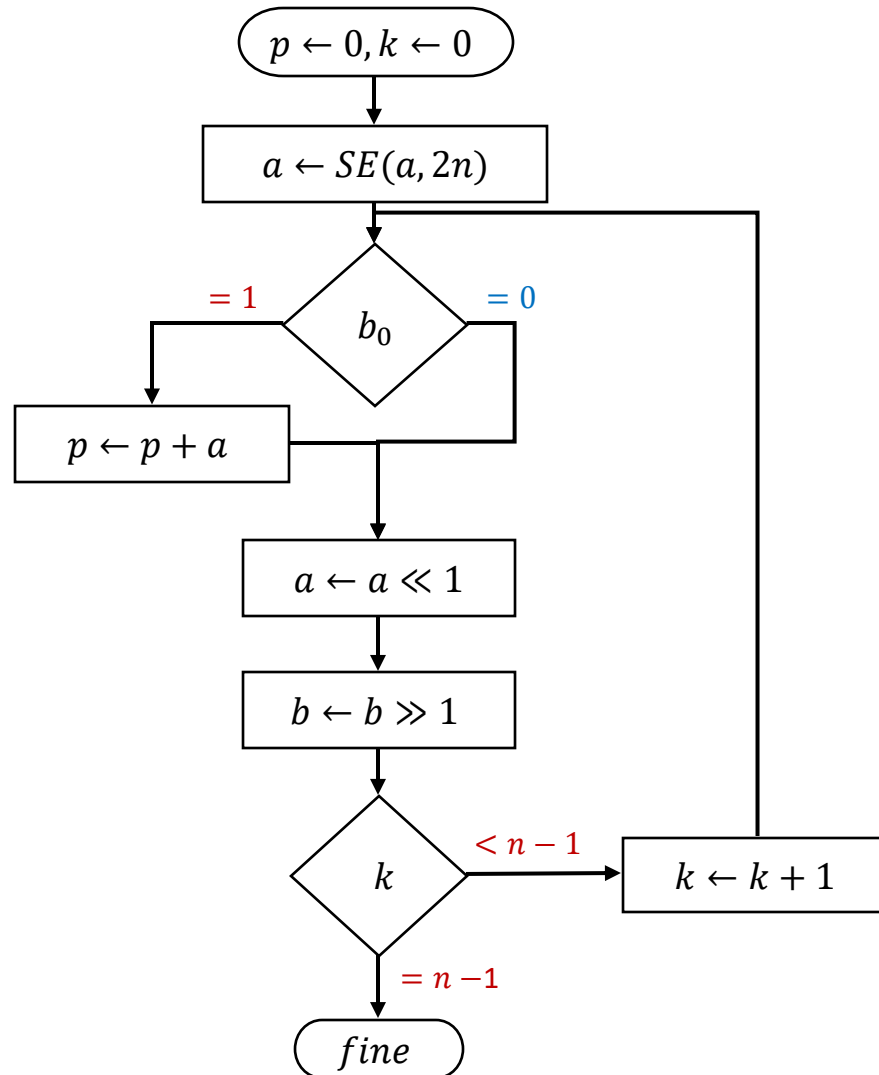 p ← 0, k ← 0
a ← SE(a, 2n)
= 1
= 0
b₀
p ← p + a
a ← a ≪ 1
b ← b ≫ 1
< n − 1
k
k ← k + 1
= n −1
fine